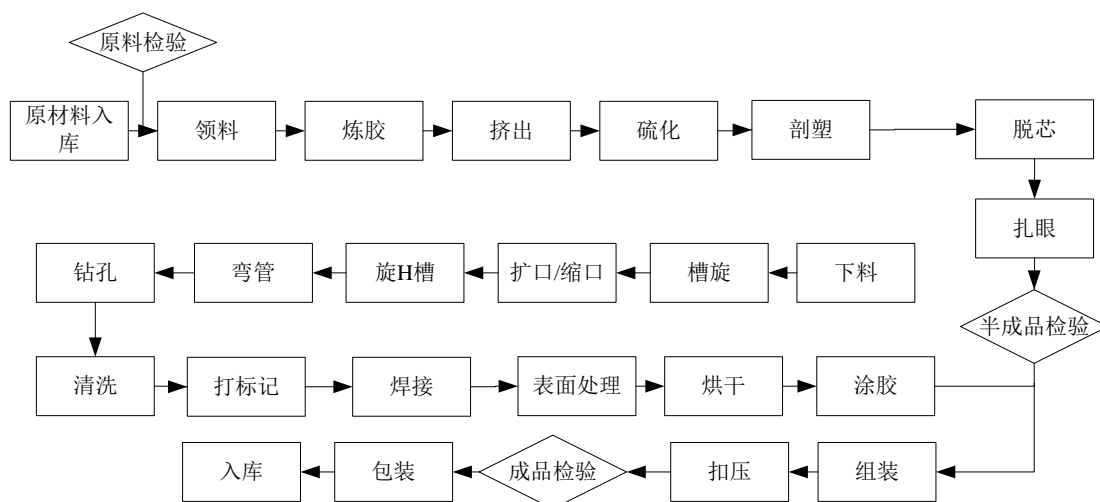 原料检验
原材料入
库
领料
炼胶
挤出
硫化
剖塑
脱芯
扎眼
钻孔
弯管
旋H槽
扩口/缩口
槽旋
下料
半成品检验
清洗
打标记
焊接
表面处理
烘干
涂胶
入库
包装
成品检验
扣压
组装